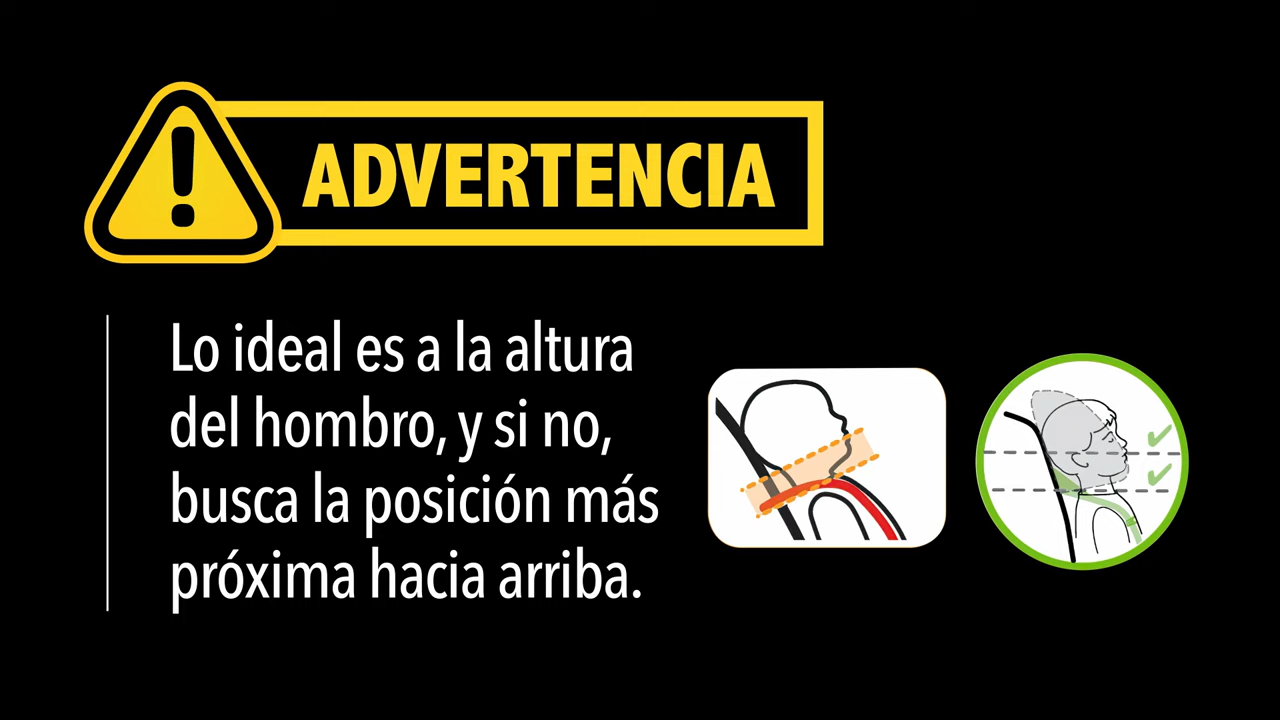 ADVERTENCIA
Lo ideal es a la altura
del hombro, y si no,
busca la posición más
próxima hacia arriba.